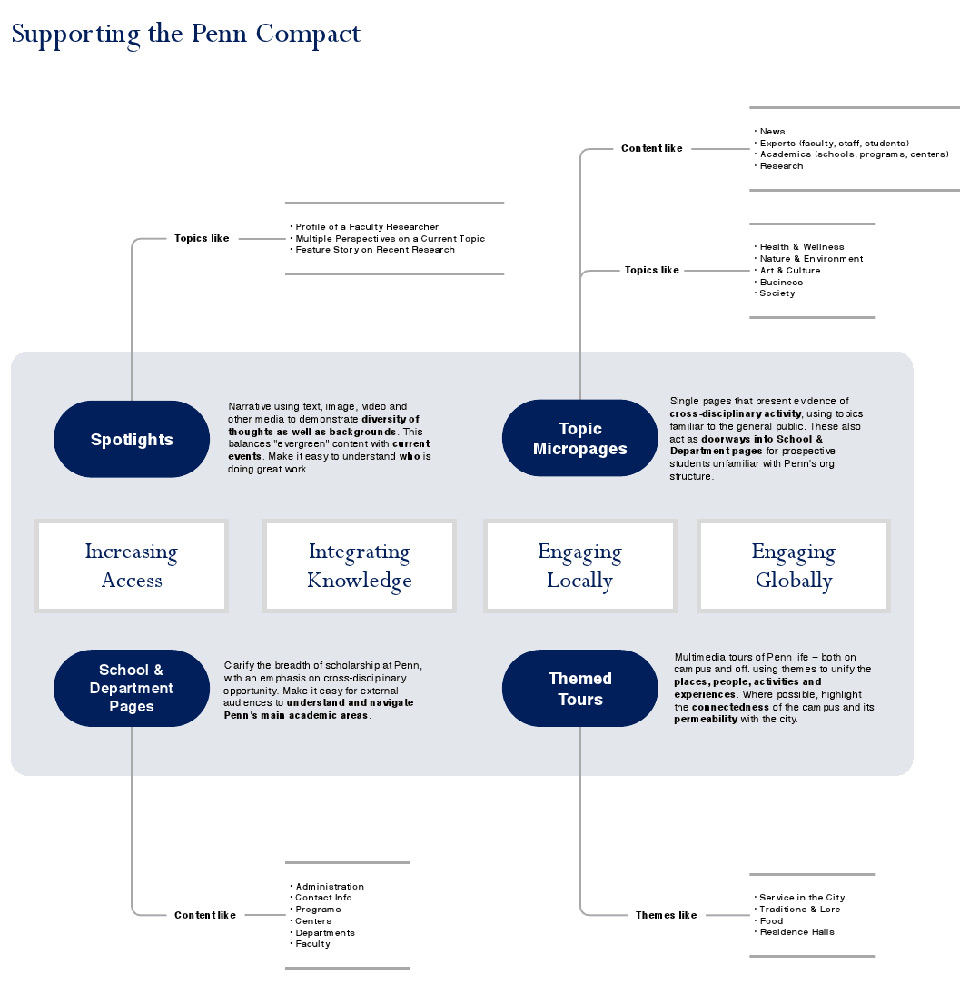 Supporting the Penn Compact
Content like
· News
· Experts (faculty, staff, students)
· Academics (schools, programs, centers)
· Research
Topics like
· Profile of a Faculty Researcher
· Multiple Perspectives on a Current Topic
· Feature Story on Recent Research
Topics like
· Health & Wellness
· Nature & Environment
· Art & Culture
· Business
· Society
Spotlights
Narrative using text, image, video and
other media to demonstrate diversity of
thoughts as well as backgrounds. This
balances "evergreen" content with current
events. Make it easy to understand who is
doing great work
Topic
Micropages
Single pages that present evidence of
cross-disciplinary activity, using topics
familiar to the general public. These also
act as doorways into School &
Department pages for prospective
students unfamiliar with Penn's org
structure.
Increasing
Access
Integrating
Knowledge
Engaging
Locally
Engaging
Globally
School &
Department
Pages
Clarify the breadth of scholarship at Penn,
with an emphasis on cross-disciplinary
opportunity. Make it easy for external
audiences to understand and navigate
Penn's main academic areas.
Themed
Tours
Multimedia tours of Penn life – both on
campus and off, using themes to unify the
places, people, activities and
experiences. Where possible, highlight
the connectedness of the campus and its
permeability with the city.
Content like
· Administration
· Contact Info
· Programs
· Centers
· Departments
· Faculty
Themes like
· Service in the City
· Traditions & Lore
· Food
· Residence Halls